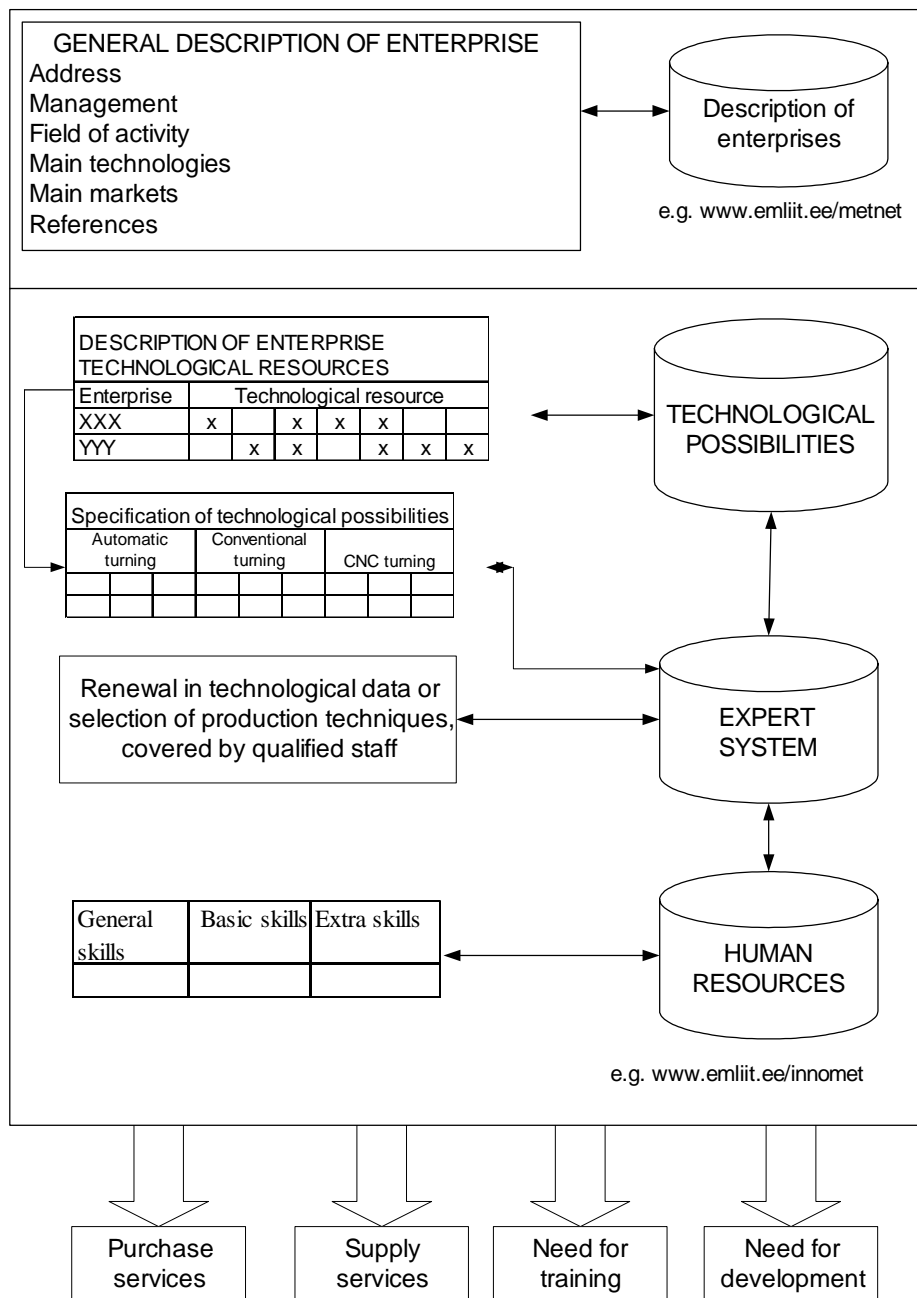 GENERAL DESCRIPTION OF ENTERPRISE
Address
Management
Field of activity
Main technologies
Main markets
References
Description of
enterprises
e.g. www.emliit.ee/metnet
DESCRIPTION OF ENTERPRISE
TECHNOLOGICAL RESOURCES
Enterprise Technological resource
XXX x x x x
YYY x x x x x
TECHNOLOGICAL
POSSIBILITIES
Specification of technological possibilities
Automatic
turning
Conventional
turning
CNC turning
Renewal in technological data or
selection of production techniques,
covered by qualified staff
EXPERT
SYSTEM
General
skills
Basic skills
Extra skills
HUMAN
RESOURCES
e.g. www.emliit.ee/innomet
Purchase
services
Supply
services
Need for
training
Need for
development